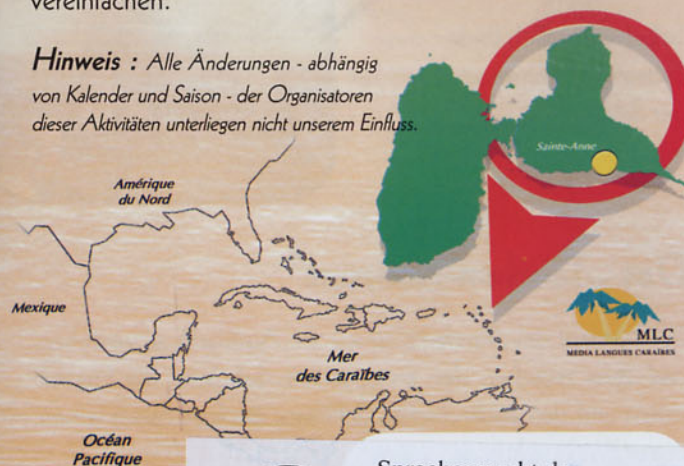 vereinfachen.
Hinweis : Alle Änderungen - abhängig
von Kalender und Saison - der Organisatoren
dieser Aktivitäten unterliegen nicht unserem Einfluss.
Sainte-Anne
Amérique
du Nord
Mexique
Mer
des Caraïbes
MLC
MEDIA LANGUES CARAÏBES
Océan
Pacifique